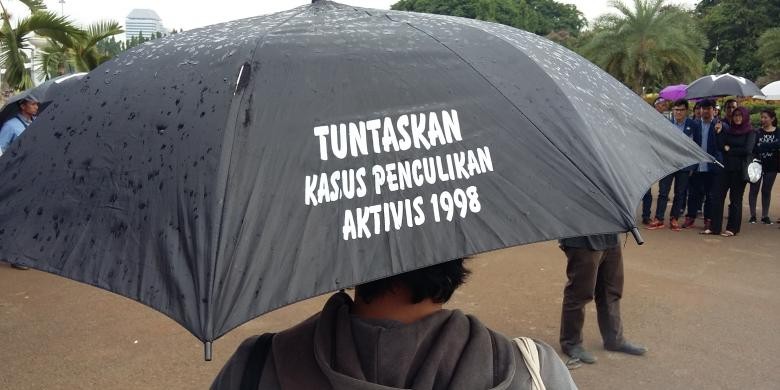 TUNTASKAN
KASUS PENCULIKAN
AKTIVIS 1998